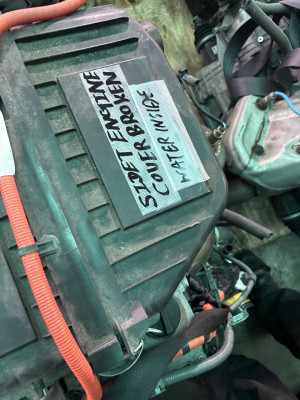 SIDET ENGINE
COVER BROKEN
WATER INSIDE